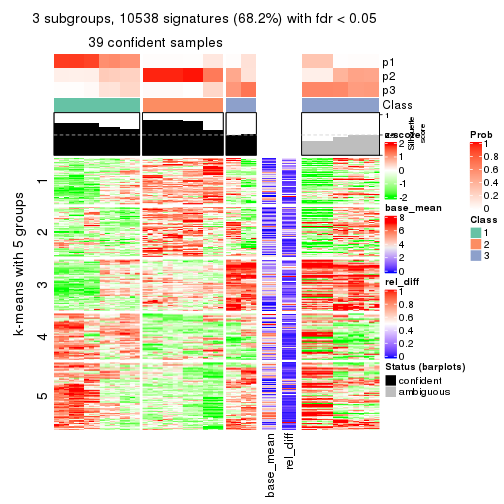 3 subgroups, 10538 signatures (68.2%) with fdr < 0.05
39 confident samples
p1
p2
p3
Class
1
Silhouette
score
k-means with 5 groups
1
2
3
4
5
base_mean
rel_diff
z-score
2
1
0
-2
base_mean
8
6
4
2
0
rel_diff
1
0.8
0.6
0.4
0.2
0
Status (barplots)
confident
ambiguous
Prob
1
0.8
0.6
0.4
0.2
0
Class
1
2
3